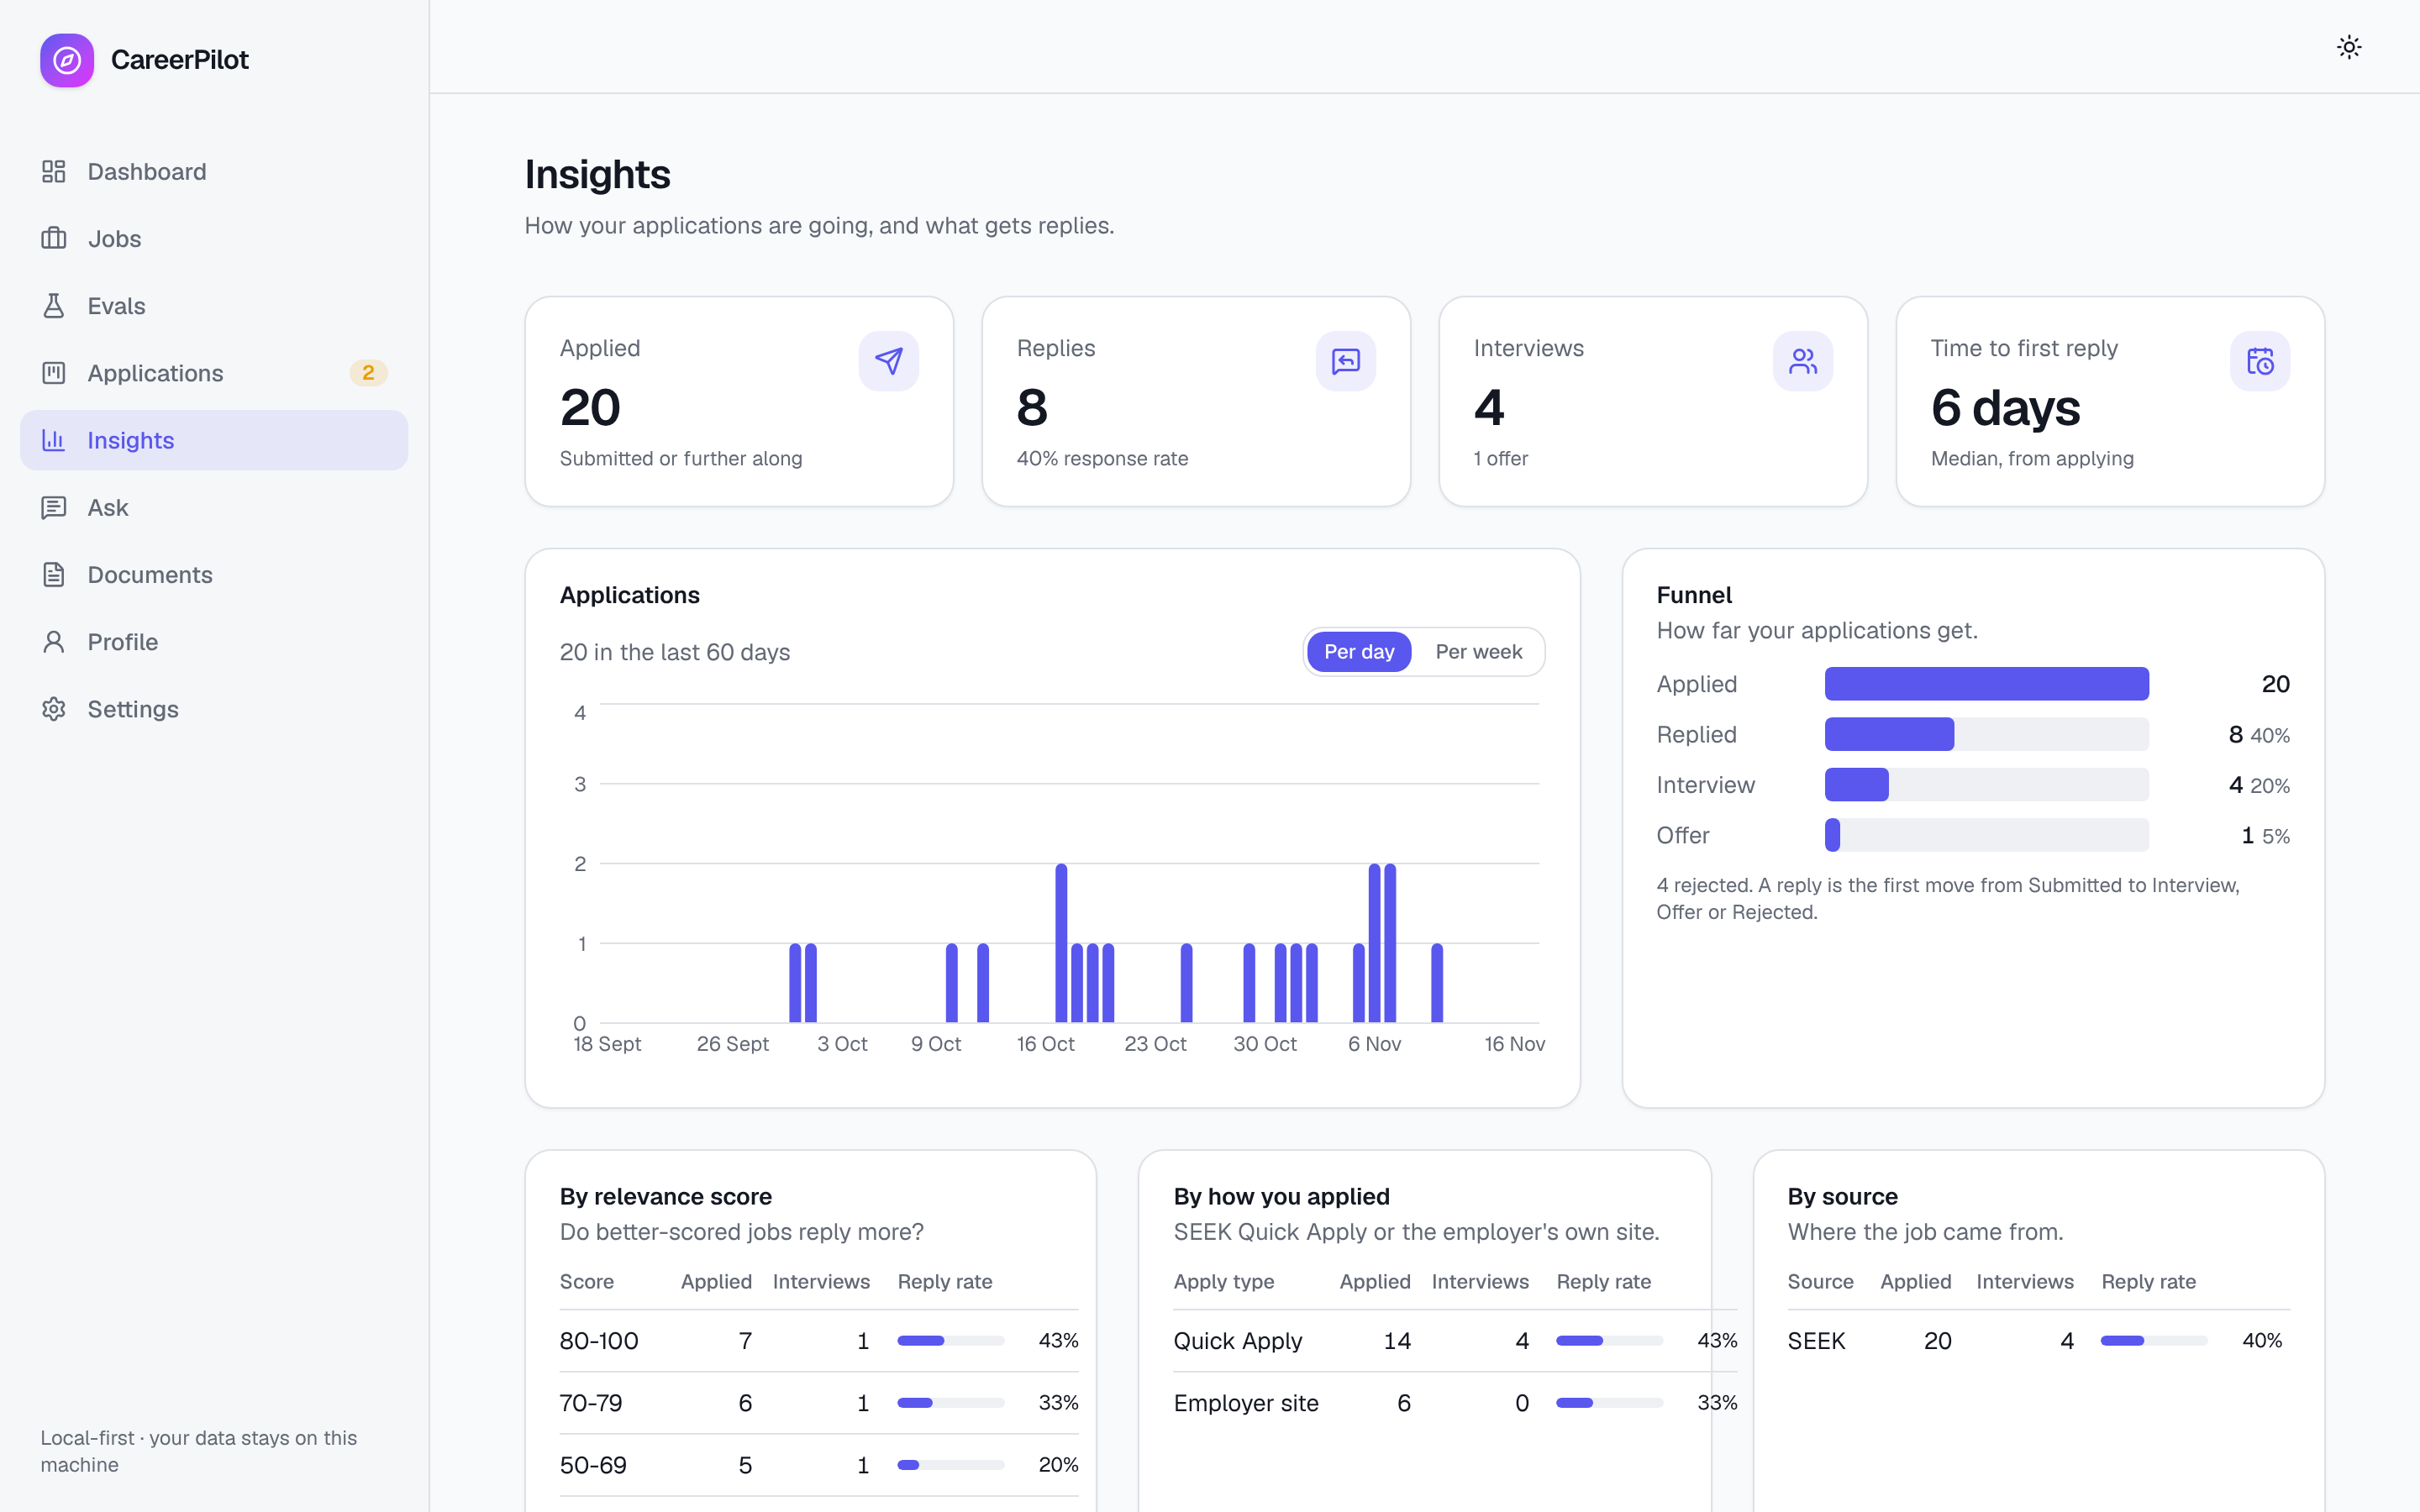 CareerPilot
Dashboard
Jobs
Evals
Applications 2
Insights
Ask
Documents
Profile
Settings
Local-first · your data stays on this
machine
Insights
How your applications are going, and what gets replies.
Applied
20
Submitted or further along
Replies
8
40% response rate
Interviews
4
1 offer
Time to first reply
6 days
Median, from applying
Applications
20 in the last 60 days
Per day Per week
4
3
2
1
0
18 Sept 26 Sept 3 Oct 9 Oct 16 Oct 23 Oct 30 Oct 6 Nov 16 Nov
Funnel
How far your applications get.
Applied 20
Replied 8 40%
Interview 4 20%
Offer 1 5%
4 rejected. A reply is the first move from Submitted to Interview,
Offer or Rejected.
By relevance score
Do better-scored jobs reply more?
Score Applied Interviews Reply rate
80-100 7 1 43%
70-79 6 1 33%
50-69 5 1 20%
By how you applied
SEEK Quick Apply or the employer's own site.
Apply type Applied Interviews Reply rate
Quick Apply 14 4 43%
Employer site 6 0 33%
By source
Where the job came from.
Source Applied Interviews Reply rate
SEEK 20 4 40%